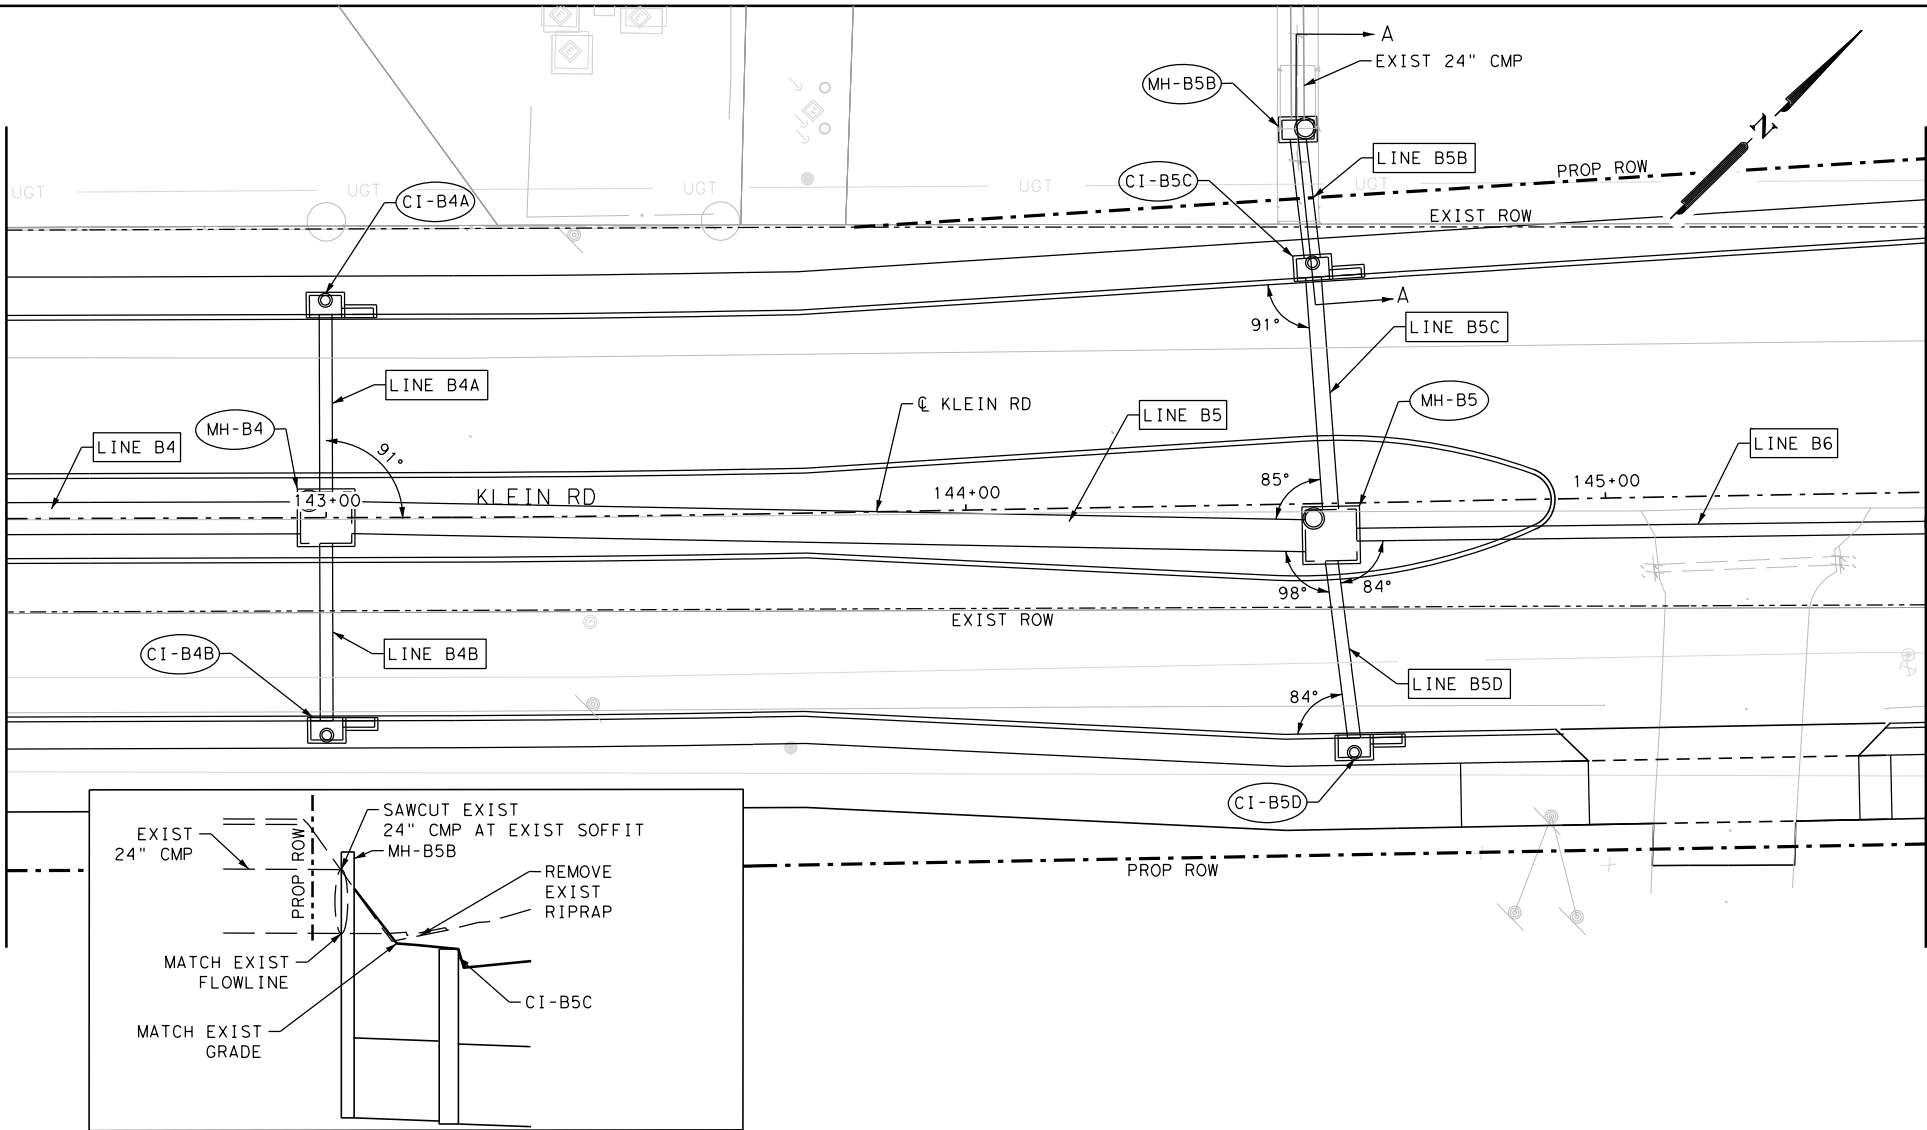 A
EXIST 24" CMP
MH-B5B
N
LINE B5B
PROP ROW
CI-B5C
UGT
UGT
UGT
UGT
UGT
CI-B4A
EXIST ROW
A
91°
LINE B5C
LINE B4A
MH-B5
℄ KLEIN RD
LINE B5
MH-B4
LINE B4
91°
LINE B6
85°
145+00
144+00
143+00
KLEIN RD
98°
84°
EXIST ROW
CI-B4B
LINE B4B
LINE B5D
84°
CI-B5D
PROP ROW
SAWCUT EXIST
24" CMP AT EXIST SOFFIT
MH-B5B
EXIST
24" CMP
PROP ROW
REMOVE
EXIST
RIPRAP
MATCH EXIST
FLOWLINE
CI-B5C
MATCH EXIST
GRADE